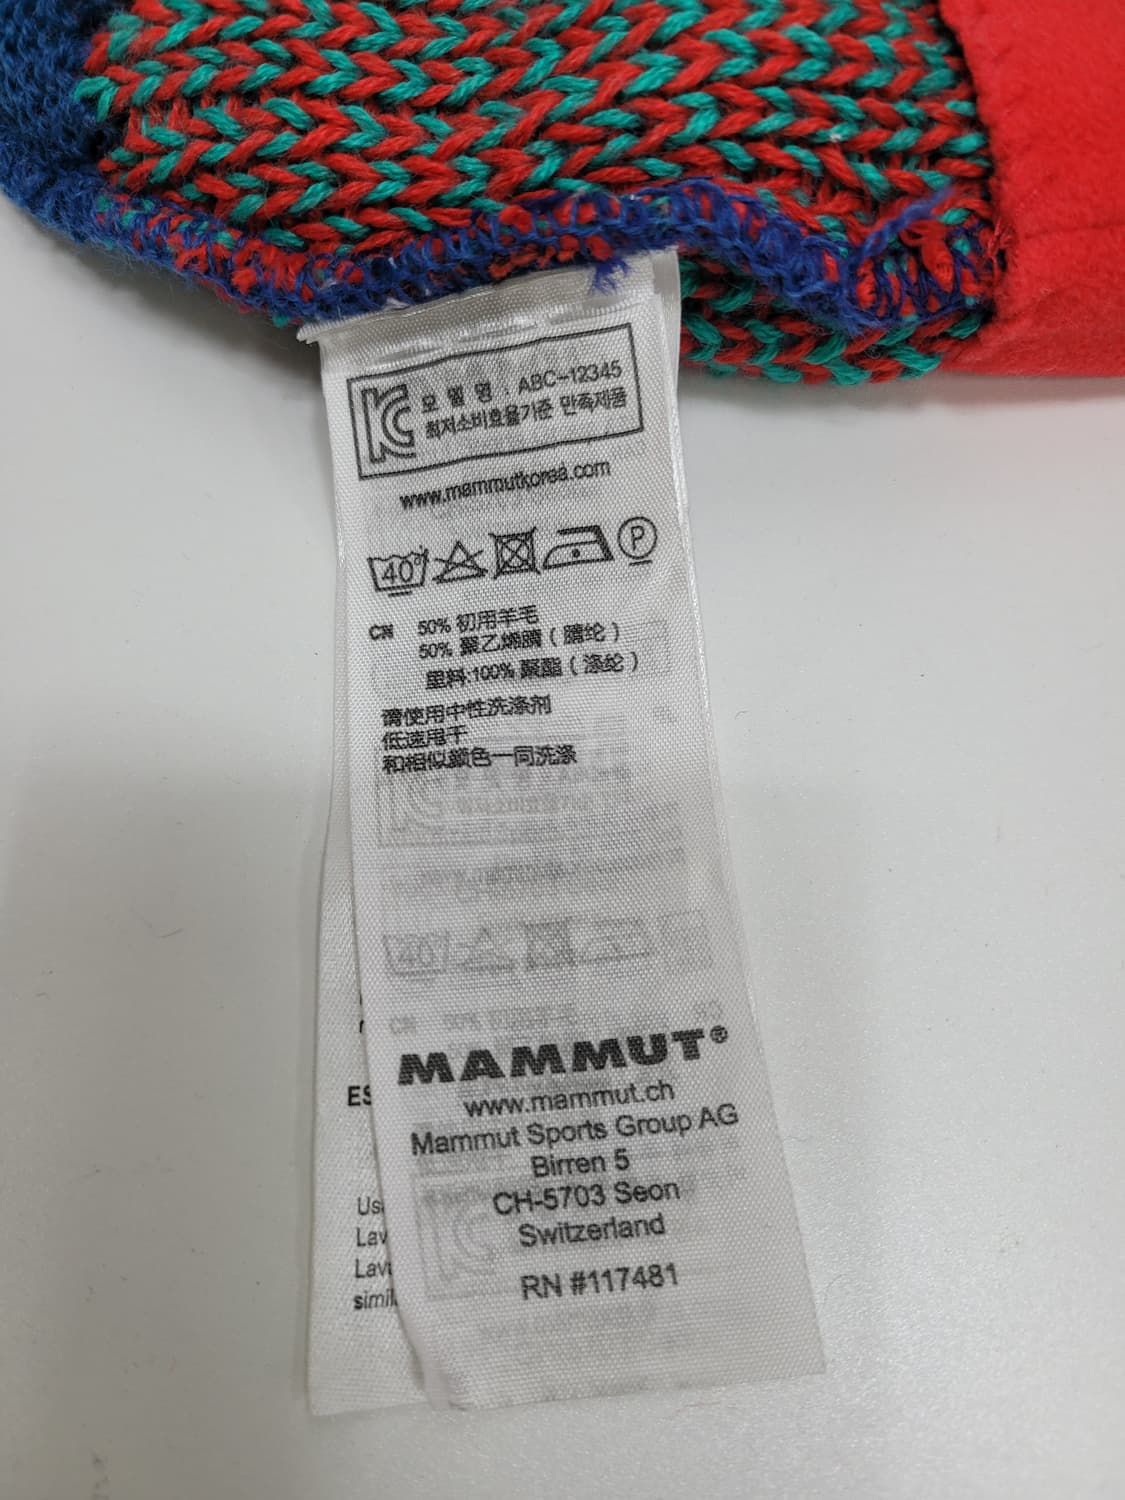 모 델 명 : ABC-12345
최저소비효율기준 만족제품
www.mammutkorea.com
40°
P
CN 50% 初用羊毛
50% 聚乙烯腈（腈纶）
里料:100% 聚酯（涤纶）
请使用中性洗涤剂
低速甩干
和相似颜色一同洗涤
MAMMUT®
www.mammut.ch
Mammut Sports Group AG
Birren 5
CH-5703 Seon
Switzerland
RN #117481
ES